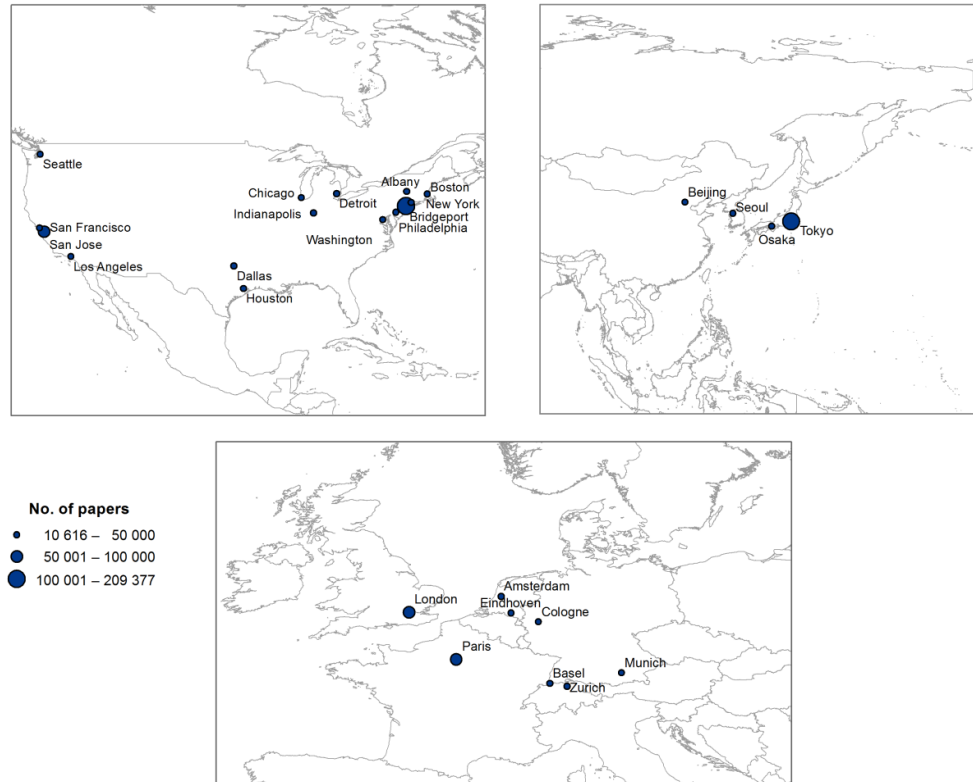 Seattle
Chicago
Albany
Boston
Detroit
New York
Indianapolis
Bridgeport
Philadelphia
Washington
San Francisco
San Jose
Los Angeles
Dallas
Houston
Beijing
Seoul
Osaka
Tokyo
No. of papers
10 616 – 50 000
50 001 – 100 000
100 001 – 209 377
London
Amsterdam
Eindhoven
Cologne
Paris
Basel
Zurich
Munich